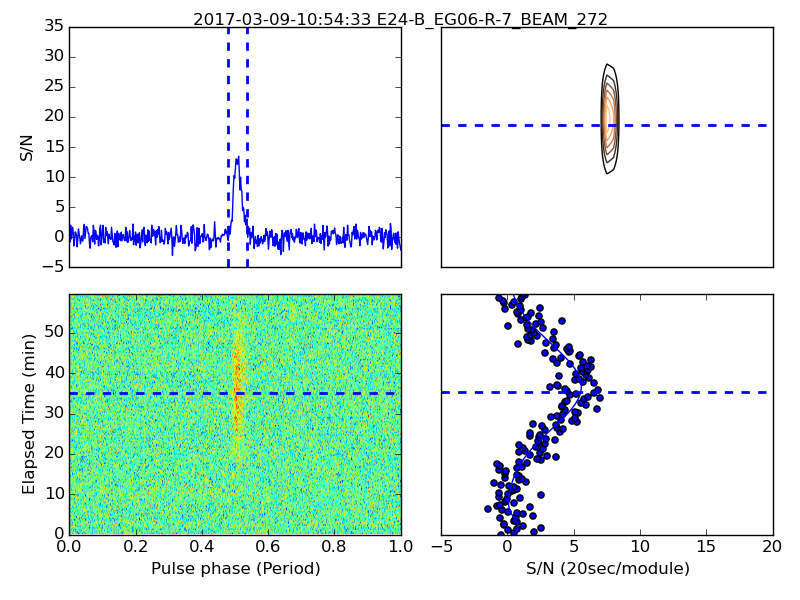 2017-03-09-10:54:33 E24-B_EG06-R-7_BEAM_272
35
30
25
20
15
10
5
0
−5
S/N
50
40
30
20
10
0
Elapsed Time (min)
0.0 0.2 0.4 0.6 0.8 1.0
Pulse phase (Period)
−5 0 5 10 15 20
S/N (20sec/module)